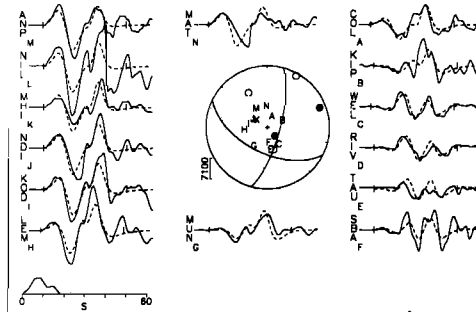 ANP M
NIL L
MHI K
NDI J
KOD I
LEM H
0 S 60
MAT N
M N A
K B
H I J
G F D C E
7100
MUN G
COL A
KIP B
WEL C
RIV D
TAU E
SBA F